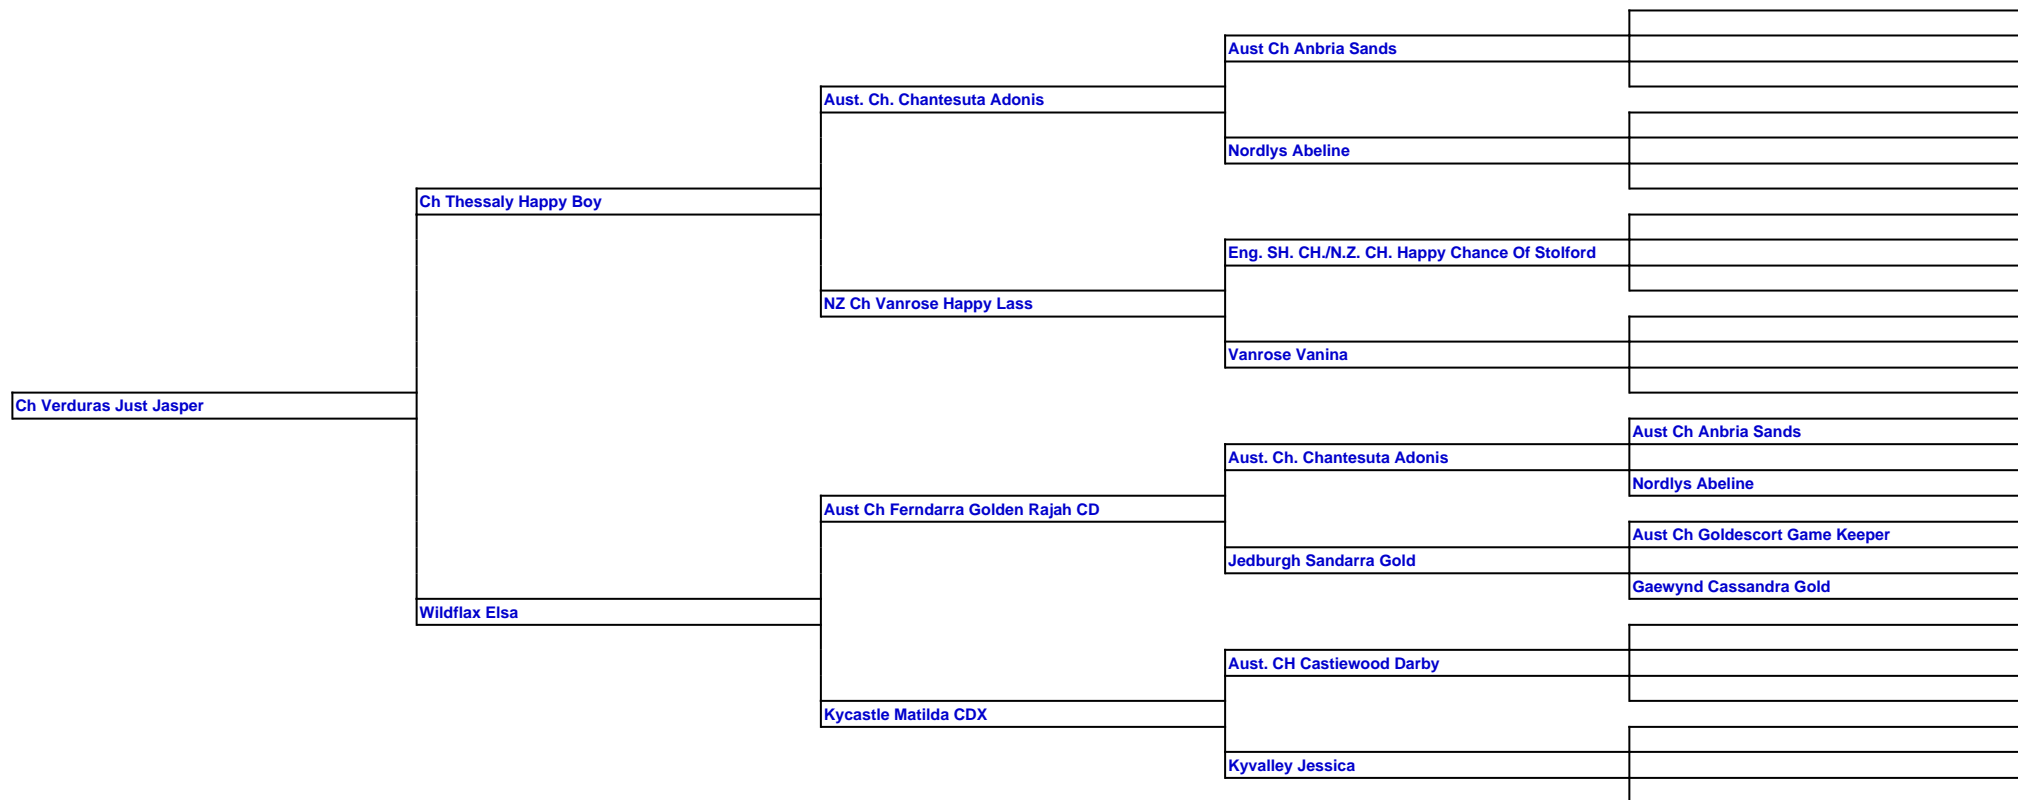 Aust Ch Anbria Sands
Aust. Ch. Chantesuta Adonis
Nordlys Abeline
Ch Thessaly Happy Boy
Eng. SH. CH./N.Z. CH. Happy Chance Of Stolford
NZ Ch Vanrose Happy Lass
Vanrose Vanina
Ch Verduras Just Jasper
Aust Ch Anbria Sands
Aust. Ch. Chantesuta Adonis
Nordlys Abeline
Aust Ch Ferndarra Golden Rajah CD
Aust Ch Goldescort Game Keeper
Jedburgh Sandarra Gold
Gaewynd Cassandra Gold
Wildflax Elsa
Aust. CH Castiewood Darby
Kycastle Matilda CDX
Kyvalley Jessica